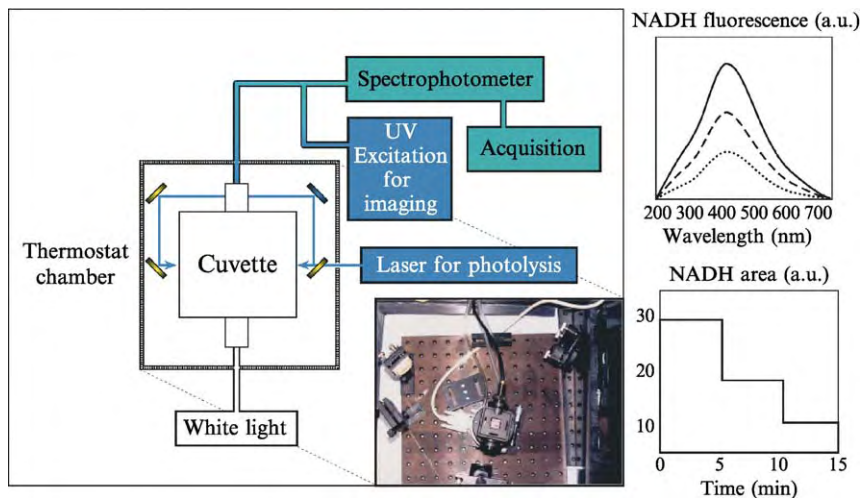 Spectrophotometer
UV
Excitation
for
imaging
Acquisition
Thermostat
chamber
Cuvette
Laser for photolysis
White light
NADH fluorescence (a.u.)
200 300 400 500 600 700
Wavelength (nm)
NADH area (a.u.)
30
20
10
0 5 10 15
Time (min)